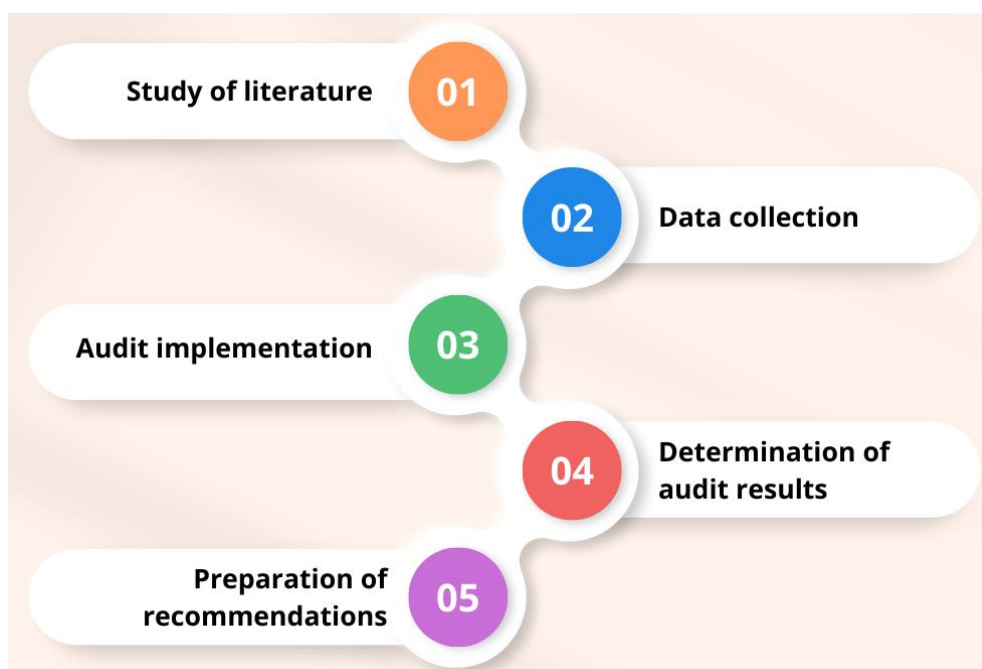 Study of literature
01
02
Data collection
Audit implementation
03
04
Determination of
audit results
Preparation of
recommendations
05